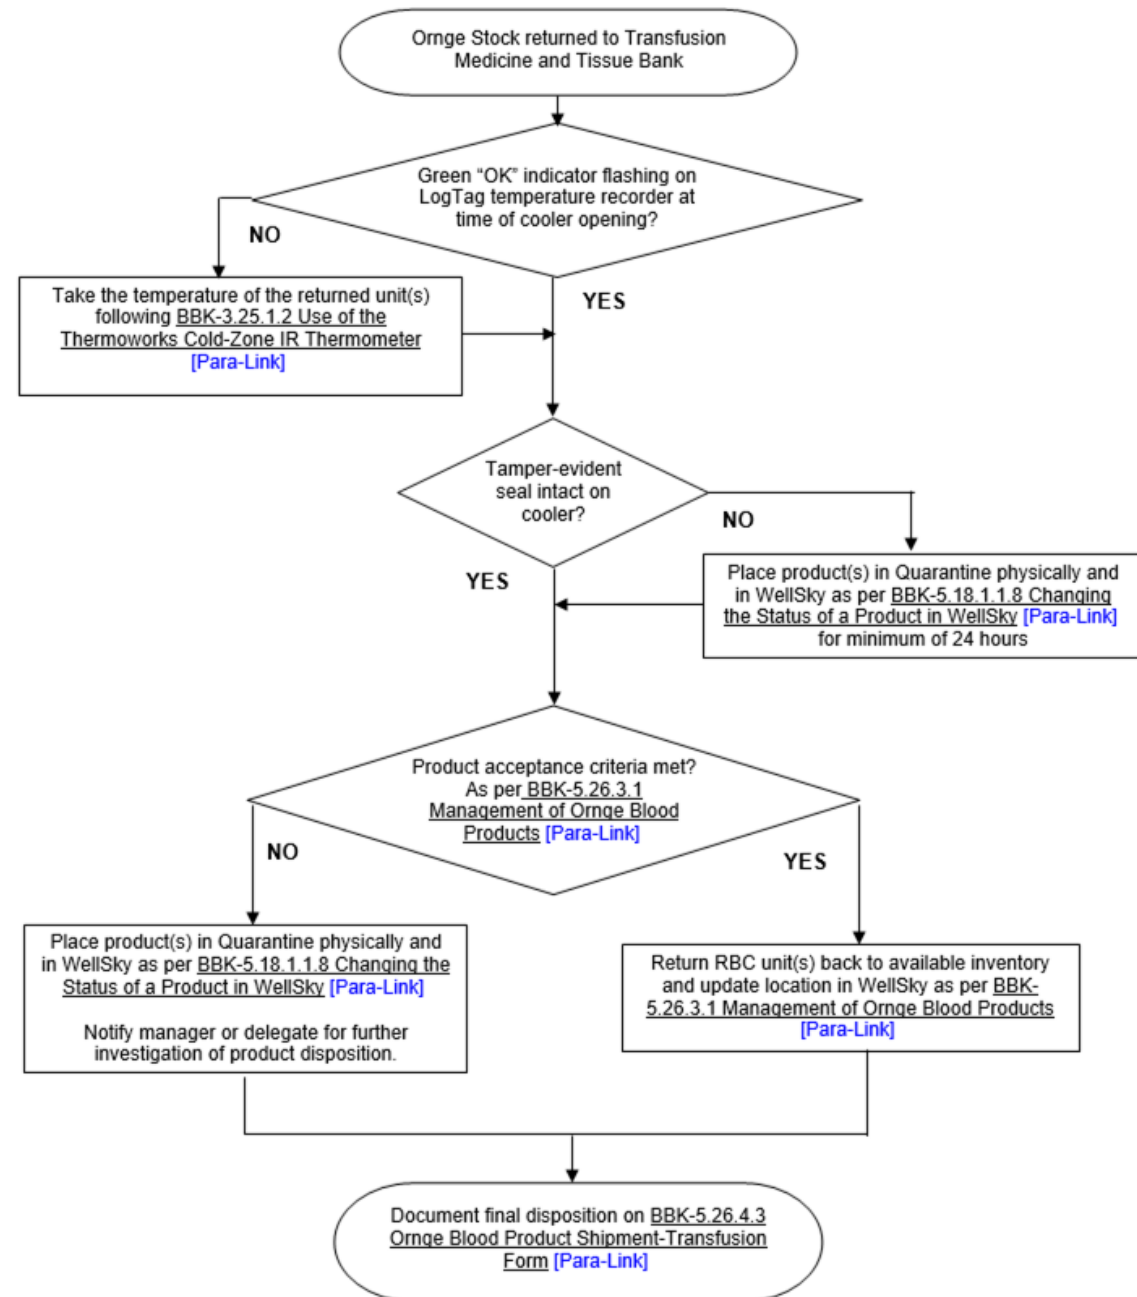 Ornge Stock returned to Transfusion
Medicine and Tissue Bank
Green “OK” indicator flashing on
LogTag temperature recorder at
time of cooler opening?
NO
YES
Take the temperature of the returned unit(s)
following BBK-3.25.1.2 Use of the
Thermoworks Cold-Zone IR Thermometer
[Para-Link]
Tamper-evident
seal intact on
cooler?
NO
YES
Place product(s) in Quarantine physically and
in WellSky as per BBK-5.18.1.1.8 Changing
the Status of a Product in WellSky [Para-Link]
for minimum of 24 hours
Product acceptance criteria met?
As per BBK-5.26.3.1
Management of Ornge Blood
Products [Para-Link]
NO
YES
Place product(s) in Quarantine physically and
in WellSky as per BBK-5.18.1.1.8 Changing the
Status of a Product in WellSky [Para-Link]
Notify manager or delegate for further
investigation of product disposition.
Return RBC unit(s) back to available inventory
and update location in WellSky as per BBK-
5.26.3.1 Management of Ornge Blood Products
[Para-Link]
Document final disposition on BBK-5.26.4.3
Ornge Blood Product Shipment-Transfusion
Form [Para-Link]